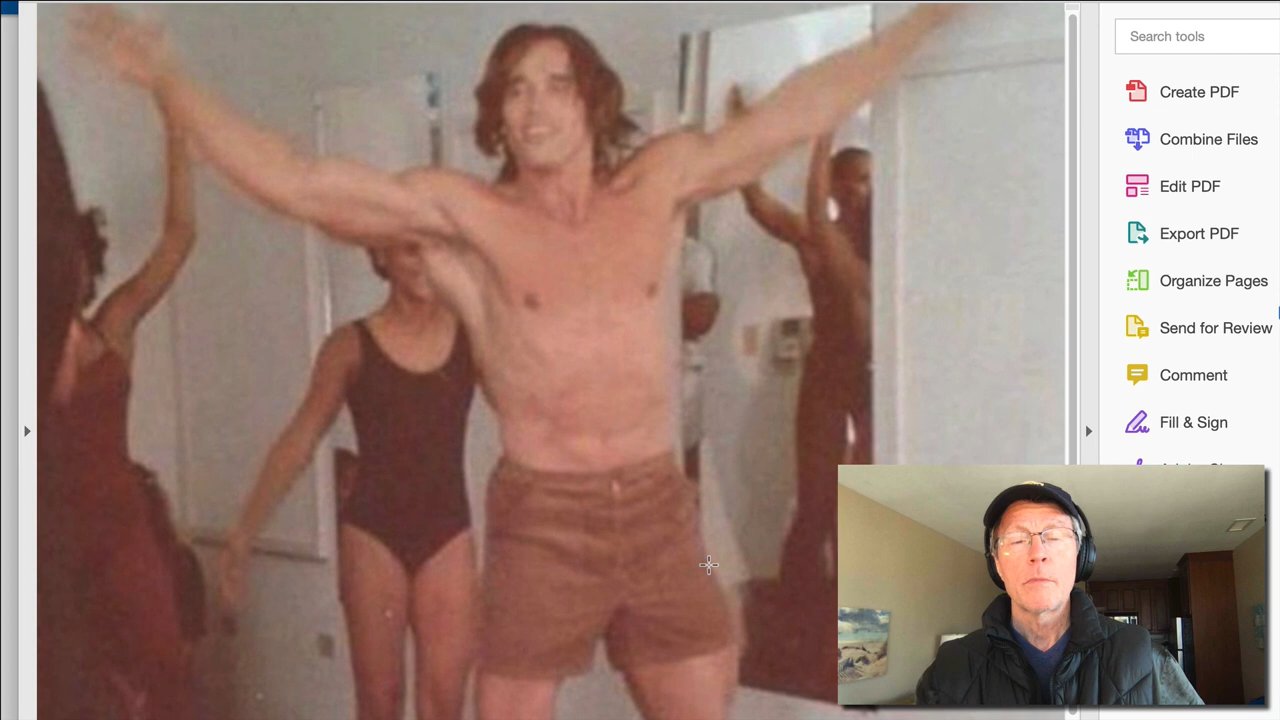 Search tools
Create PDF
Combine Files
Edit PDF
Export PDF
Organize Pages
Send for Review
Comment
Fill & Sign